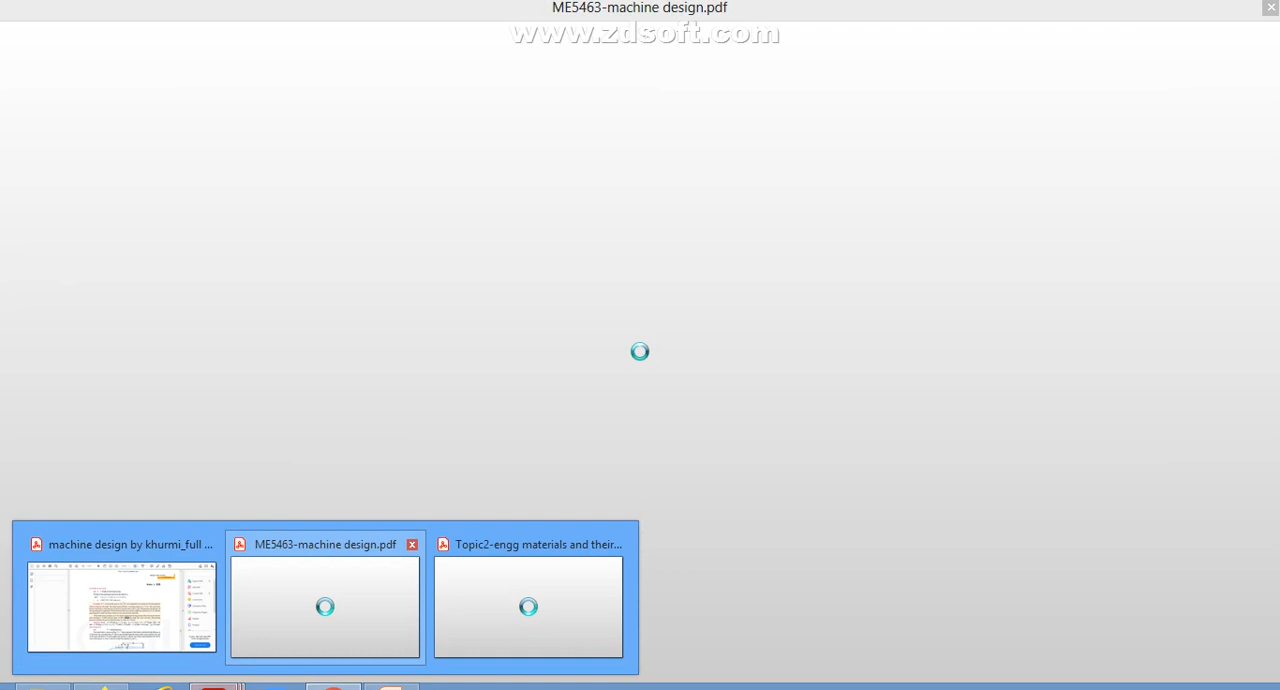 ME5463-machine design.pdf
www.zdsoft.com
machine design by khurmi_full ...
ME5463-machine design.pdf
Topic2-engg materials and their...